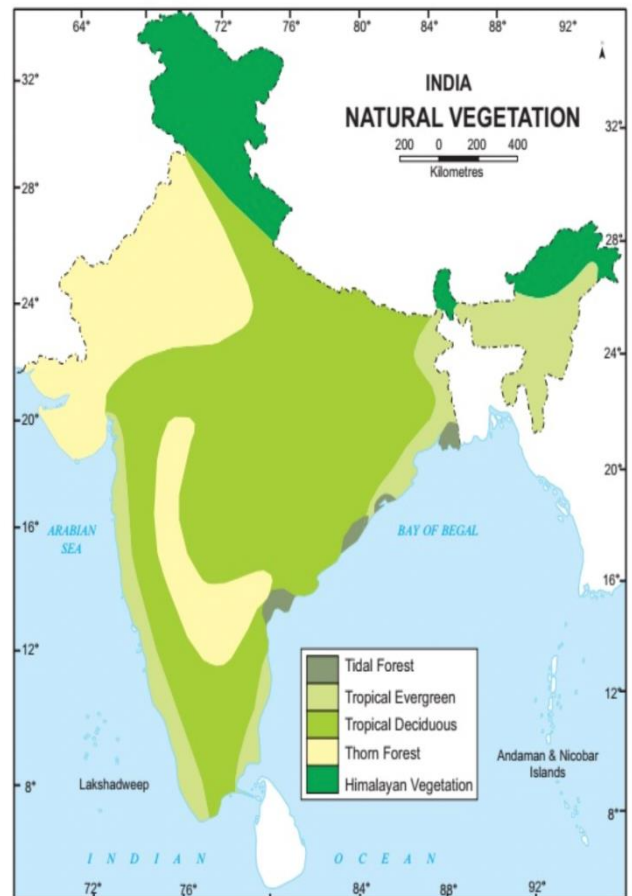 64° 72° 76° 84° 88° 92°
INDIA
NATURAL VEGETATION
200 0 200 400
Kilometres
32°
28°
24°
20°
16°
12°
8°
32°
28°
24°
20°
16°
12°
8°
ARABIAN
SEA
BAY OF BEGAL
Tidal Forest
Tropical Evergreen
Tropical Deciduous
Thorn Forest
Himalayan Vegetation
Lakshadweep
Andaman & Nicobar
Islands
INDIAN OCEAN
72° 76° 84° 88° 92°